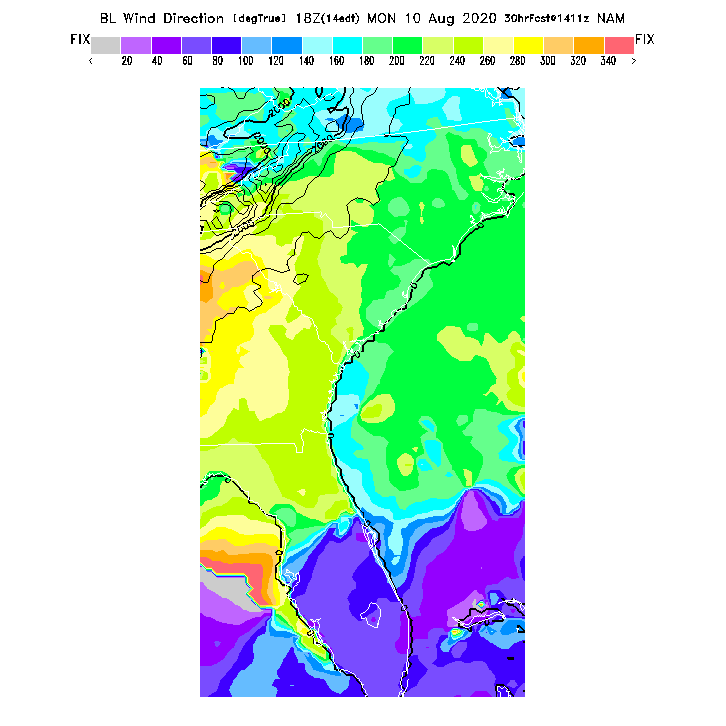 BL Wind Direction [degTrue] 18Z(14edt) MON 10 Aug 2020 30hrFcst@1411z NAM
FIX FIX
< 20 40 60 80 100 120 140 160 180 200 220 240 260 280 300 320 340 >
2000